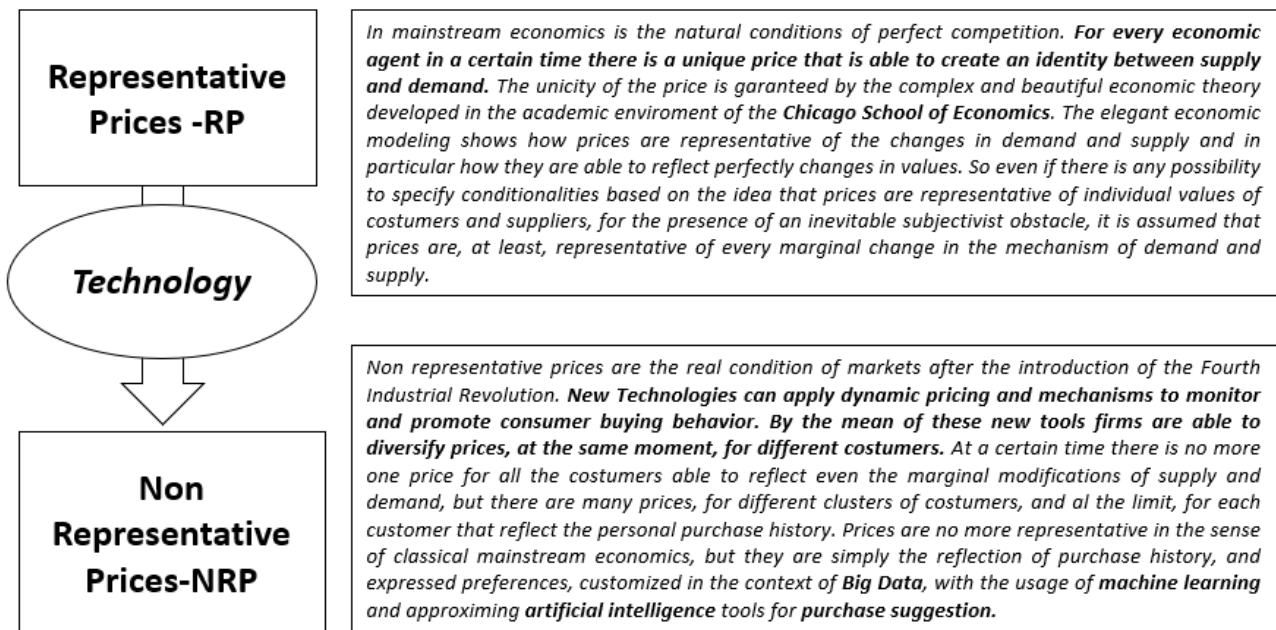 Representative
Prices -RP
In mainstream economics is the natural conditions of perfect competition. For every economic
agent in a certain time there is a unique price that is able to create an identity between supply
and demand. The unicity of the price is garanteed by the complex and beautiful economic theory
developed in the academic enviroment of the Chicago School of Economics. The elegant economic
modeling shows how prices are representative of the changes in demand and supply and in
particular how they are able to reflect perfectly changes in values. So even if there is any possibility
to specify conditionalities based on the idea that prices are representative of individual values of
costumers and suppliers, for the presence of an inevitable subjectivist obstacle, it is assumed that
prices are, at least, representative of every marginal change in the mechanism of demand and
supply.
Technology
Non
Representative
Prices-NRP
Non representative prices are the real condition of markets after the introduction of the Fourth
Industrial Revolution. New Technologies can apply dynamic pricing and mechanisms to monitor
and promote consumer buying behavior. By the mean of these new tools firms are able to
diversify prices, at the same moment, for different costumers. At a certain time there is no more
one price for all the costumers able to reflect even the marginal modifications of supply and
demand, but there are many prices, for different clusters of costumers, and al the limit, for each
customer that reflect the personal purchase history. Prices are no more representative in the sense
of classical mainstream economics, but they are simply the reflection of purchase history, and
expressed preferences, customized in the context of Big Data, with the usage of machine learning
and approximing artificial intelligence tools for purchase suggestion.